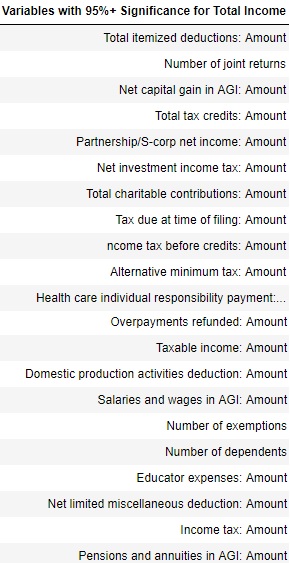 Variables with 95%+ Significance for Total Income
Total itemized deductions: Amount
Number of joint returns
Net capital gain in AGI: Amount
Total tax credits: Amount
Partnership/S-corp net income: Amount
Net investment income tax: Amount
Total charitable contributions: Amount
Tax due at time of filing: Amount
ncome tax before credits: Amount
Alternative minimum tax: Amount
Health care individual responsibility payment:...
Overpayments refunded: Amount
Taxable income: Amount
Domestic production activities deduction: Amount
Salaries and wages in AGI: Amount
Number of exemptions
Number of dependents
Educator expenses: Amount
Net limited miscellaneous deduction: Amount
Income tax: Amount
Pensions and annuities in AGI: Amount